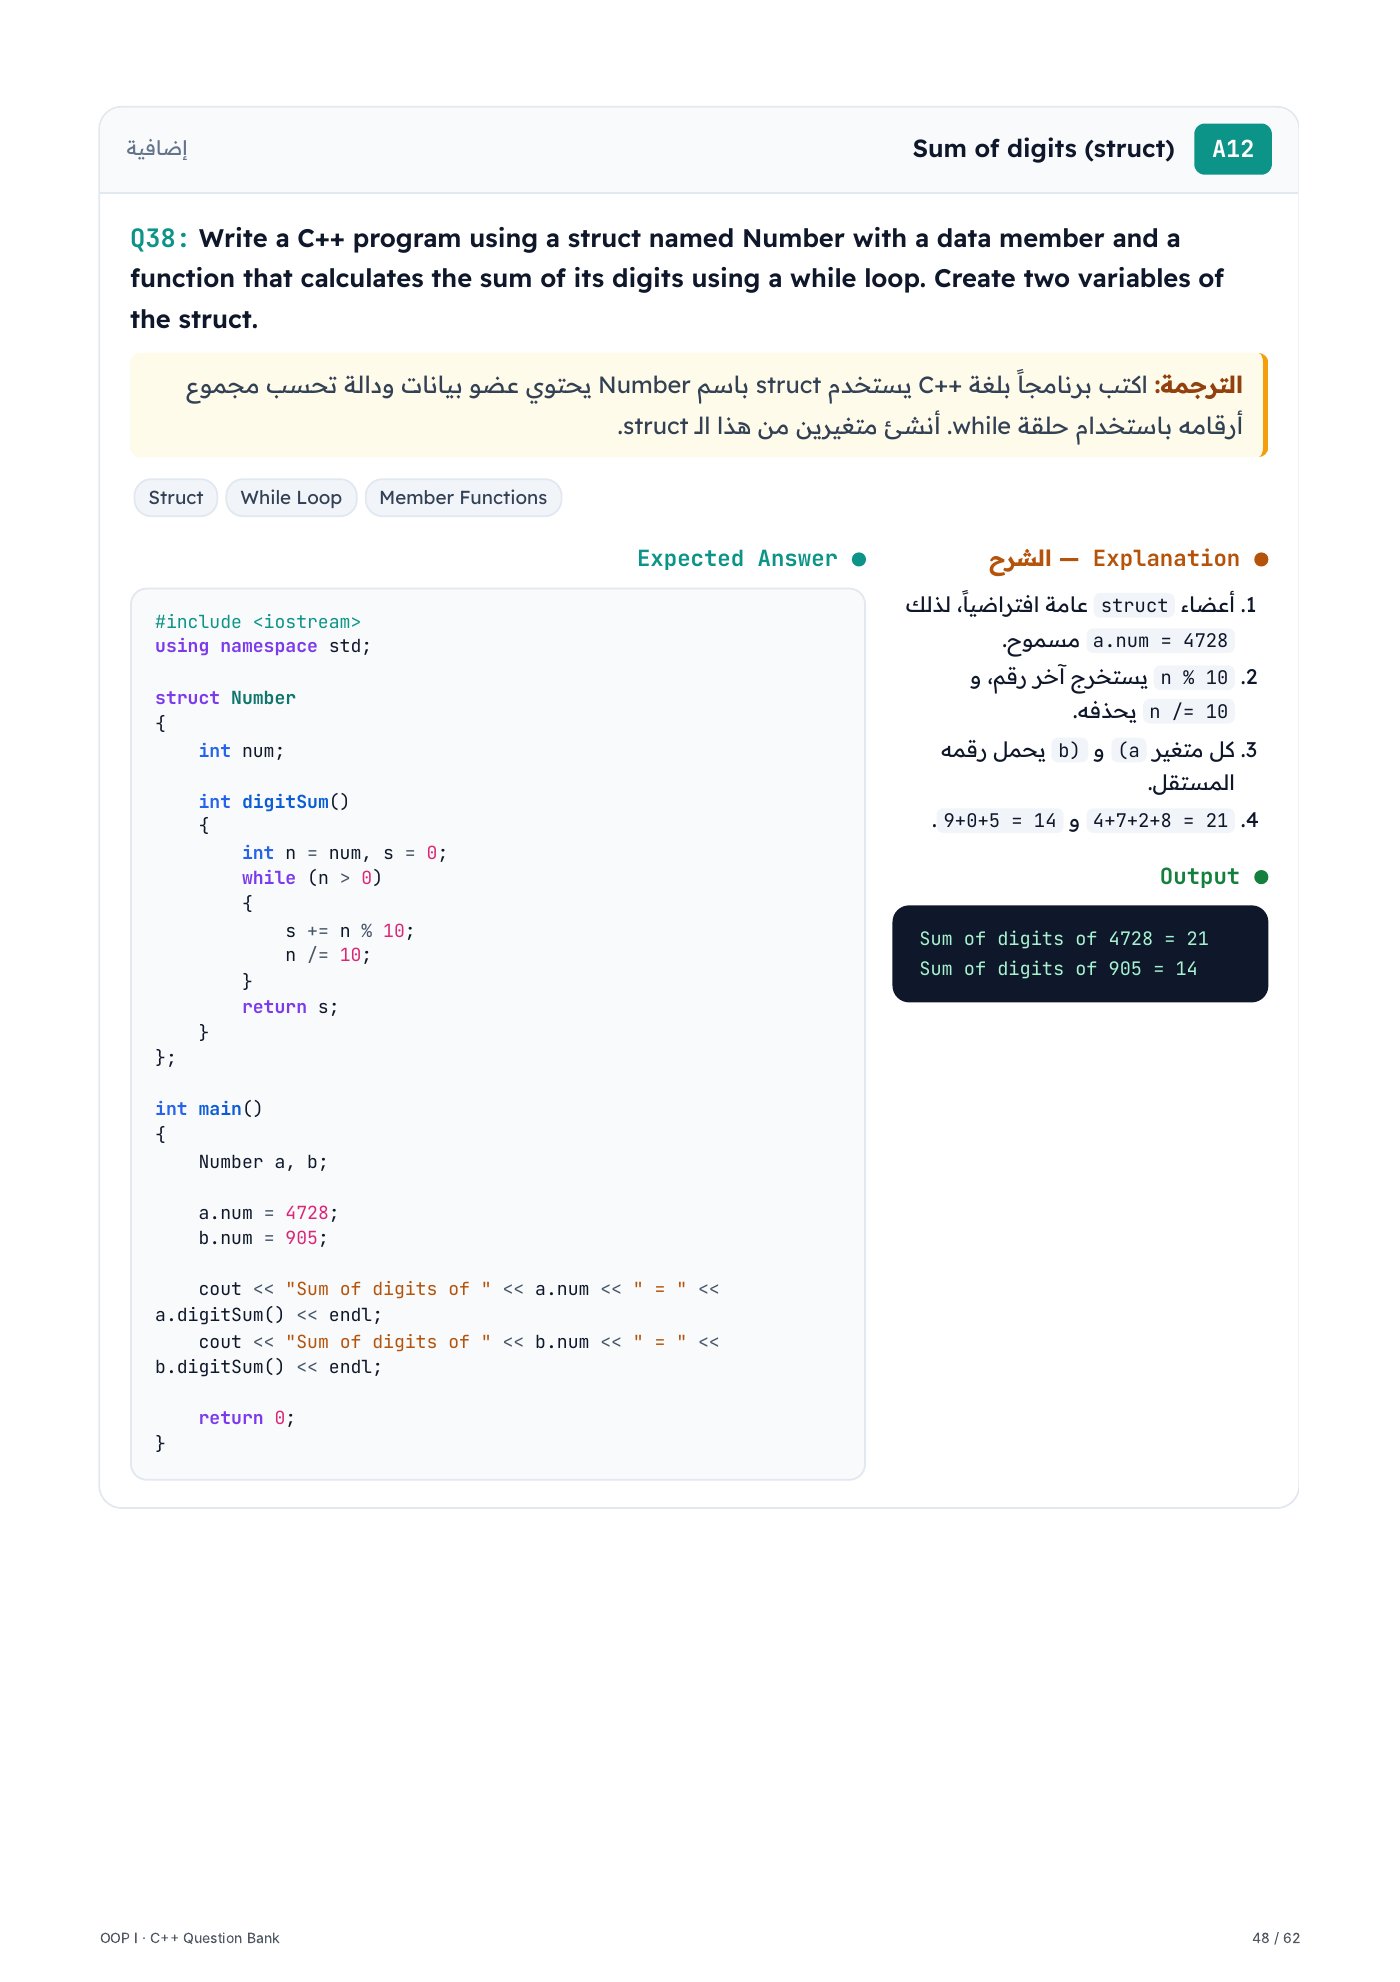 A12 Sum of digits (struct) إضافية
Q38: Write a C++ program using a struct named Number with a data member and a
function that calculates the sum of its digits using a while loop. Create two variables of
the struct.
الترجمة: اكتب برنامجاً بلغة C++ يستخدم struct باسم Number يحتوي عضو بيانات ودالة تحسب مجموع
أرقامه باستخدام حلقة while. أنشئ متغيرين من هذا الـ struct.
Struct While Loop Member Functions
Explanation — الشرح
1. أعضاء struct عامة افتراضياً، لذلك
a.num = 4728 مسموح.
2. n % 10 يستخرج آخر رقم، و
n /= 10 يحذفه.
3. كل متغير (a و b) يحمل رقمه
المستقل.
4. 4+7+2+8 = 21 و 9+0+5 = 14 .
Output
Sum of digits of 4728 = 21
Sum of digits of 905 = 14
Expected Answer
#include <iostream>
using namespace std;
struct Number
{
    int num;
    int digitSum()
    {
        int n = num, s = 0;
        while (n > 0)
        {
            s += n % 10;
            n /= 10;
        }
        return s;
    }
};
int main()
{
    Number a, b;
    a.num = 4728;
    b.num = 905;
    cout << "Sum of digits of " << a.num << " = " <<
a.digitSum() << endl;
    cout << "Sum of digits of " << b.num << " = " <<
b.digitSum() << endl;
    return 0;
}
OOP I · C++ Question Bank 48 / 62